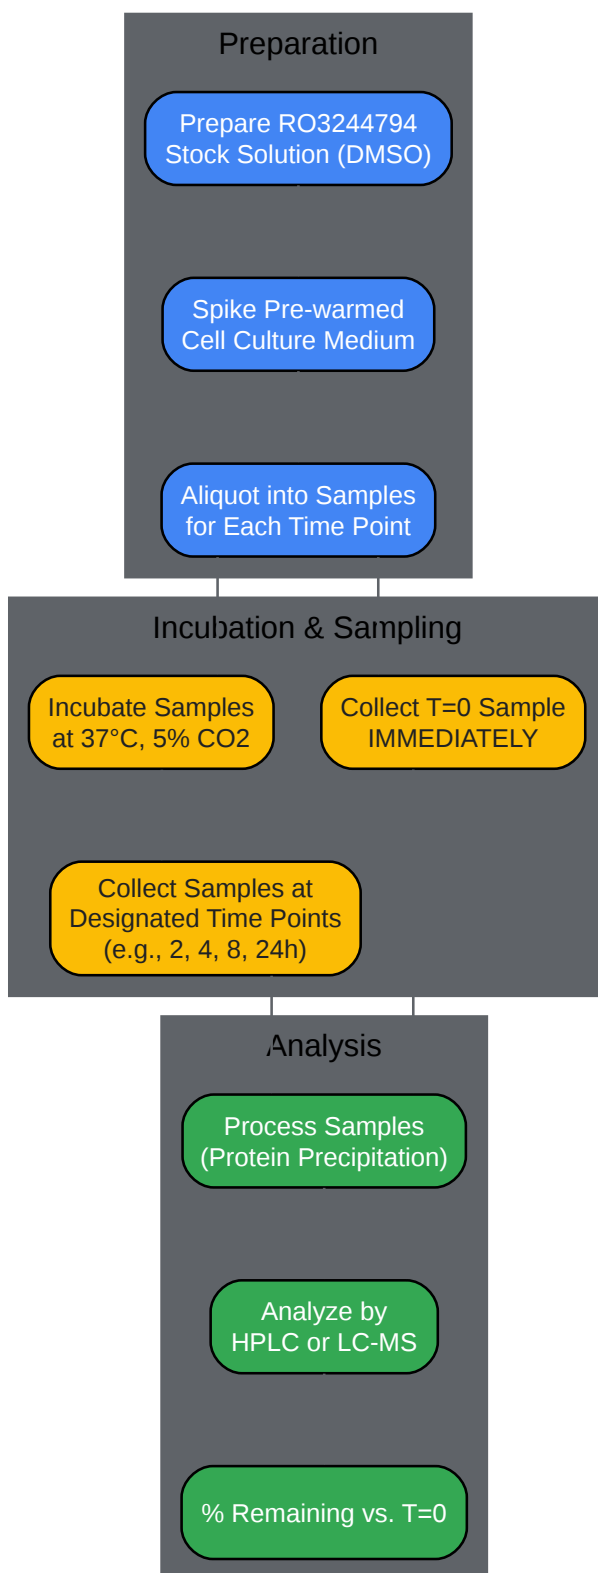 Preparation
Prepare RO3244794
Stock Solution (DMSO)
Spike Pre-warmed
Cell Culture Medium
Aliquot into Samples
for Each Time Point
Incubation & Sampling
Incubate Samples
at 37°C, 5% CO2
Collect T=0 Sample
IMMEDIATELY
Collect Samples at
Designated Time Points
(e.g., 2, 4, 8, 24h)
Analysis
Process Samples
(Protein Precipitation)
Analyze by
HPLC or LC-MS
% Remaining vs. T=0